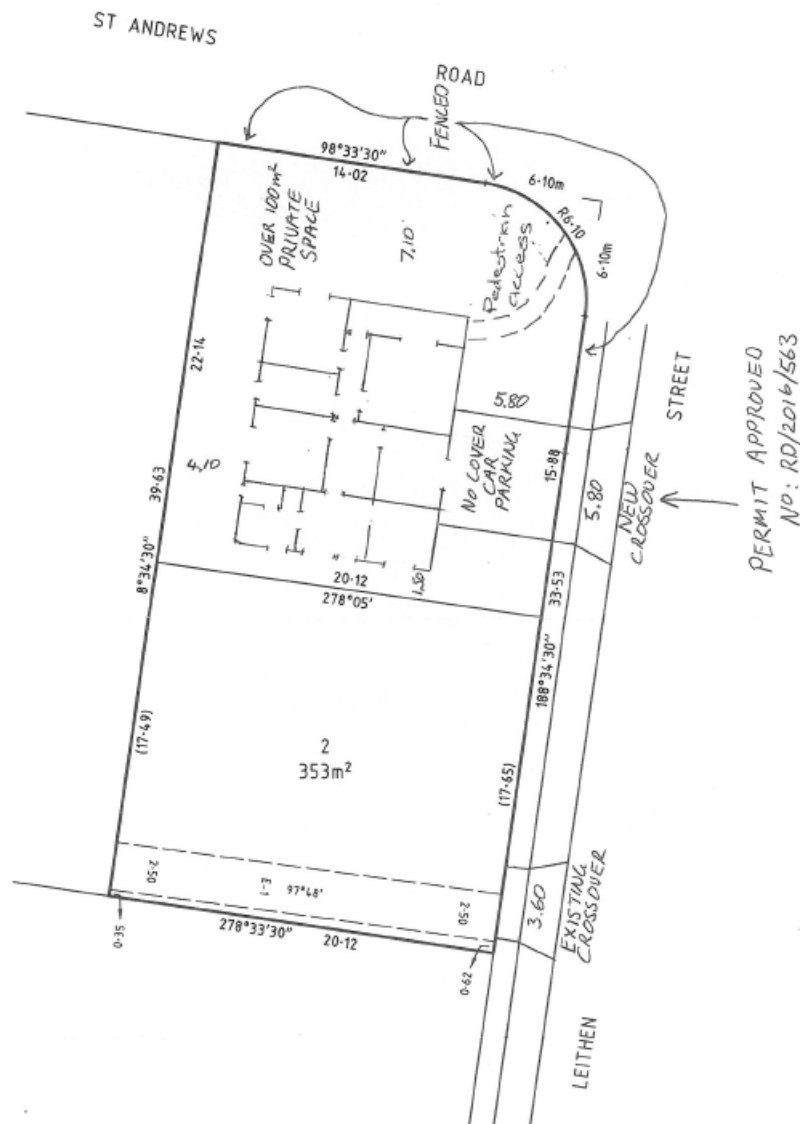 ST ANDREWS
ROAD
FENCED
98°33'30"
14·02
6-10m
R6-10
6-10m
OVER 100m²
PRIVATE
SPACE
7.10
Pedestrian
access
22·14
5.80
STREET
PERMIT APPROVED
NO: RD/2016/563
4.10
NO COVER
CAR
PARKING
15·88
5.80
NEW
CROSSOVER
39·63
8°34'30"
20·12
278°05'
1.50
33·53
188°34'30"
(17·49)
2
353m²
(17·65)
2·50
E-1
97°48'
2·50
3.60
EXISTING
CROSSOVER
0·35
278°33'30"
20·12
0·62
LEITHEN